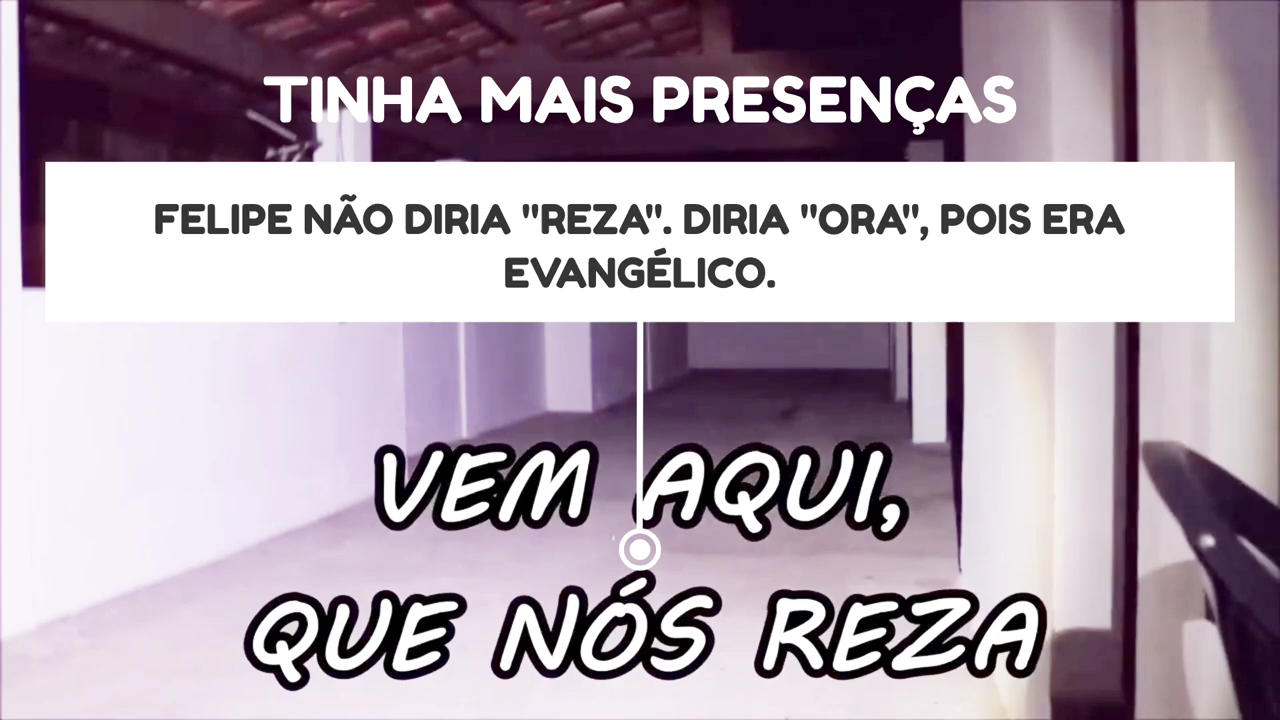 TINHA MAIS PRESENÇAS
FELIPE NÃO DIRIA "REZA". DIRIA "ORA", POIS ERA
EVANGÉLICO.
VEM AQUI,
QUE NÓS REZA